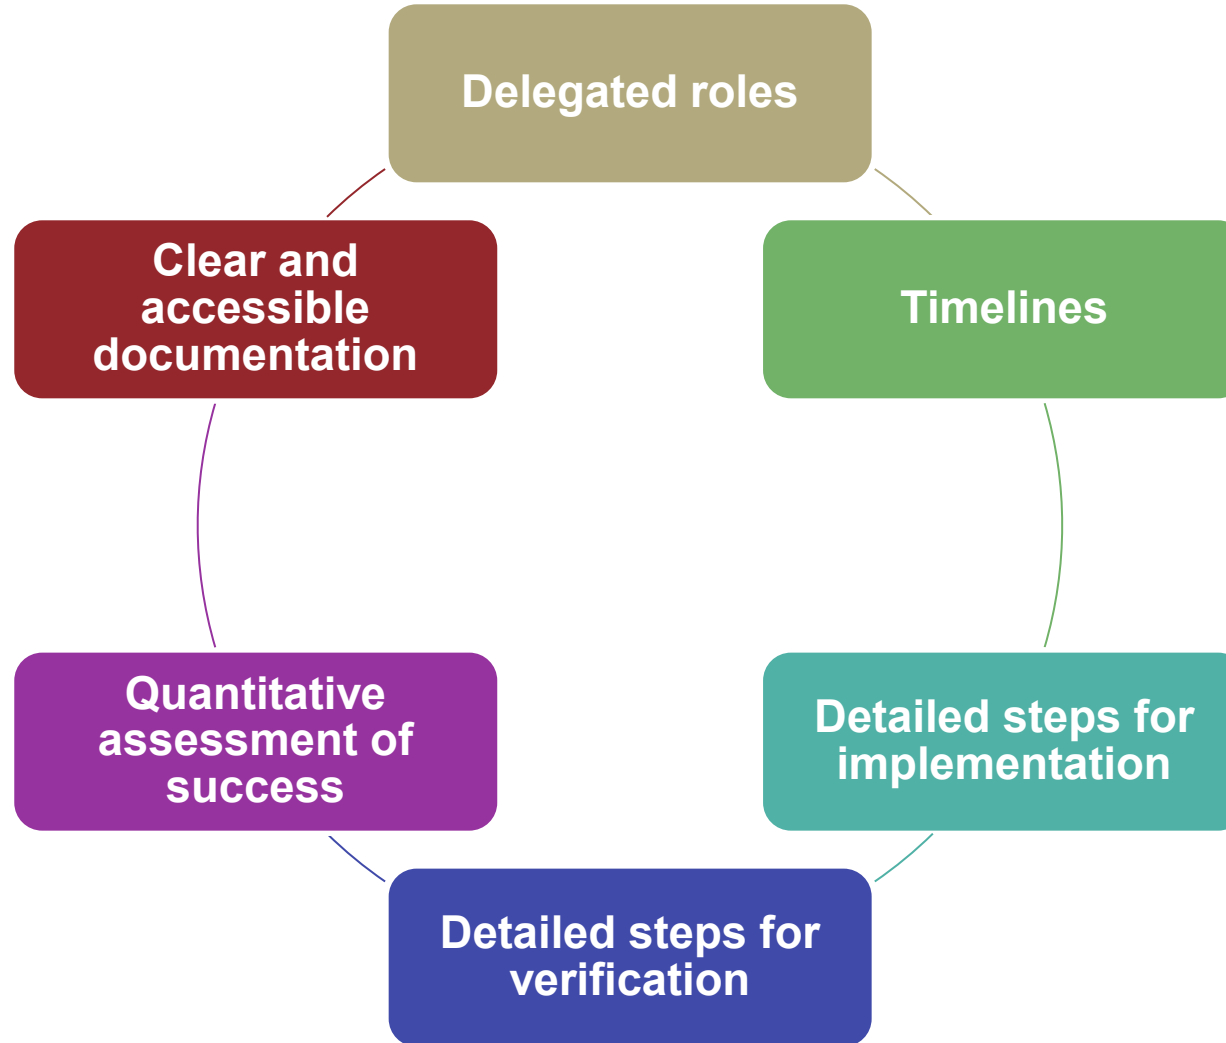 Delegated roles
Clear and
accessible
documentation
Timelines
Quantitative
assessment of
success
Detailed steps for
implementation
Detailed steps for
verification